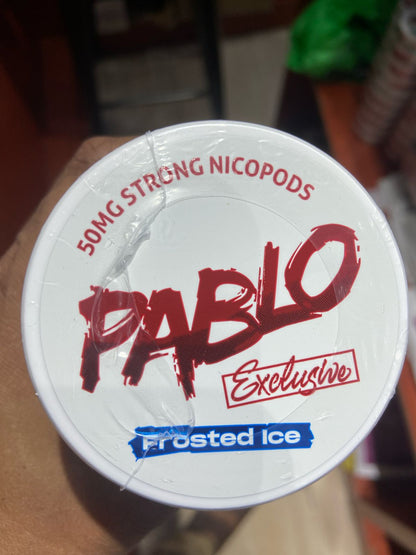 50MG STRONG NICOPODS
PABLO
Exclusive
Frosted Ice